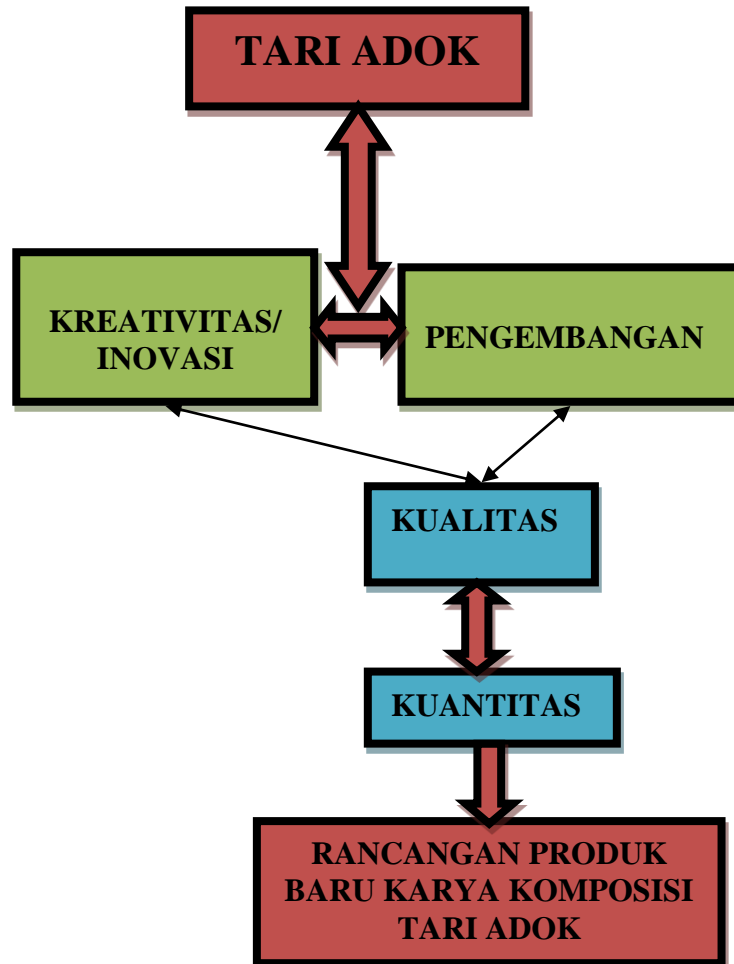 TARI ADOK
KREATIVITAS/
INOVASI
PENGEMBANGAN
KUALITAS
KUANTITAS
RANCANGAN PRODUK
BARU KARYA KOMPOSISI
TARI ADOK